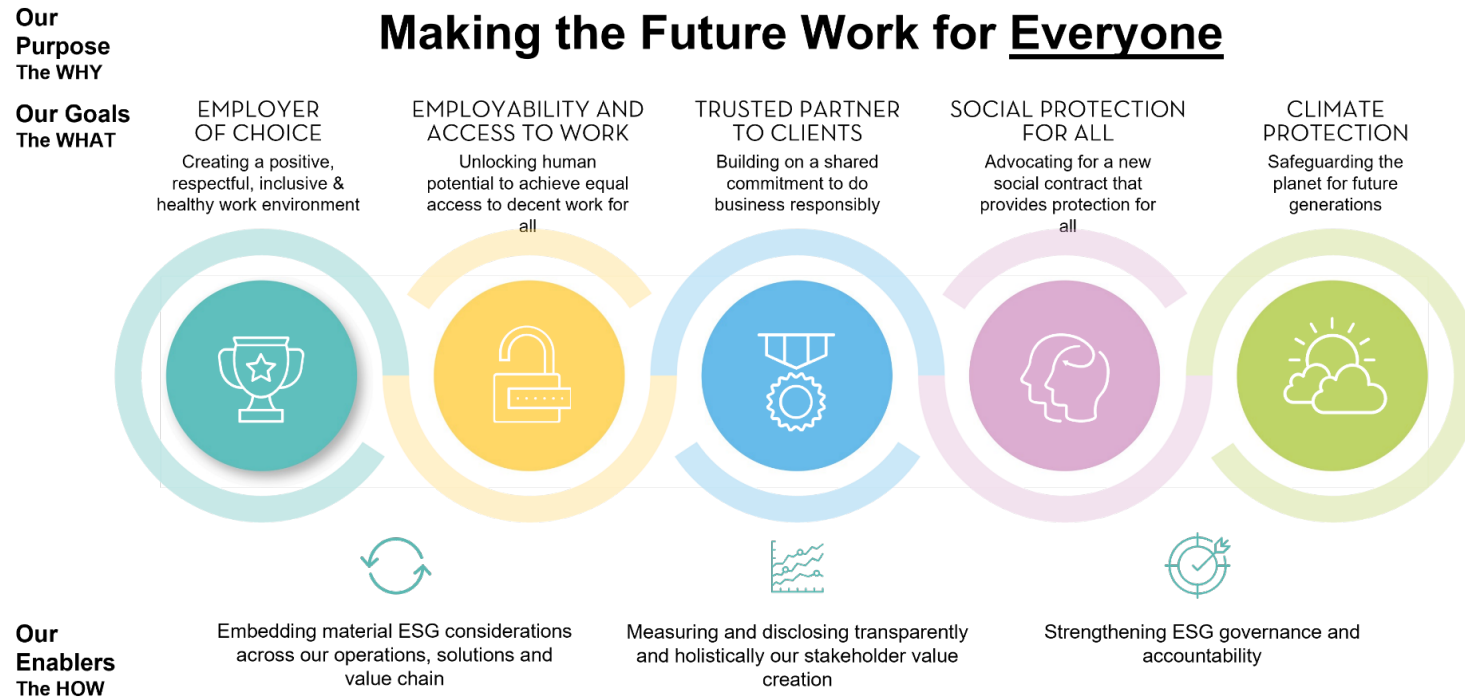 Our
Purpose
The WHY
Making the Future Work for Everyone
Our Goals
The WHAT
EMPLOYER
OF CHOICE
Creating a positive,
respectful, inclusive &
healthy work environment
EMPLOYABILITY AND
ACCESS TO WORK
Unlocking human
potential to achieve equal
access to decent work for
all
TRUSTED PARTNER
TO CLIENTS
Building on a shared
commitment to do
business responsibly
SOCIAL PROTECTION
FOR ALL
Advocating for a new
social contract that
provides protection for
all
CLIMATE
PROTECTION
Safeguarding the
planet for future
generations
Our
Enablers
The HOW
Embedding material ESG considerations
across our operations, solutions and
value chain
Measuring and disclosing transparently
and holistically our stakeholder value
creation
Strengthening ESG governance and
accountability